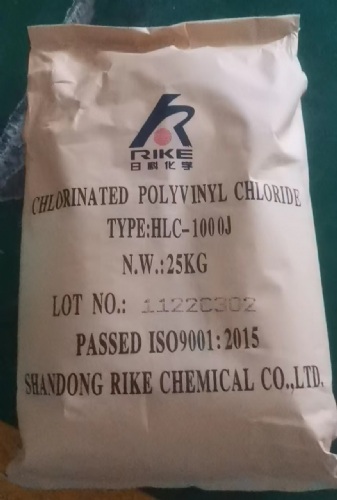 RIKE
日科化学
CHLORINATED POLYVINYL CHLORIDE
TYPE:HLC-1000J
N.W.:25KG
LOT NO.: 11220302
PASSED ISO9001:2015
SHANDONG RIKE CHEMICAL CO.,LTD.